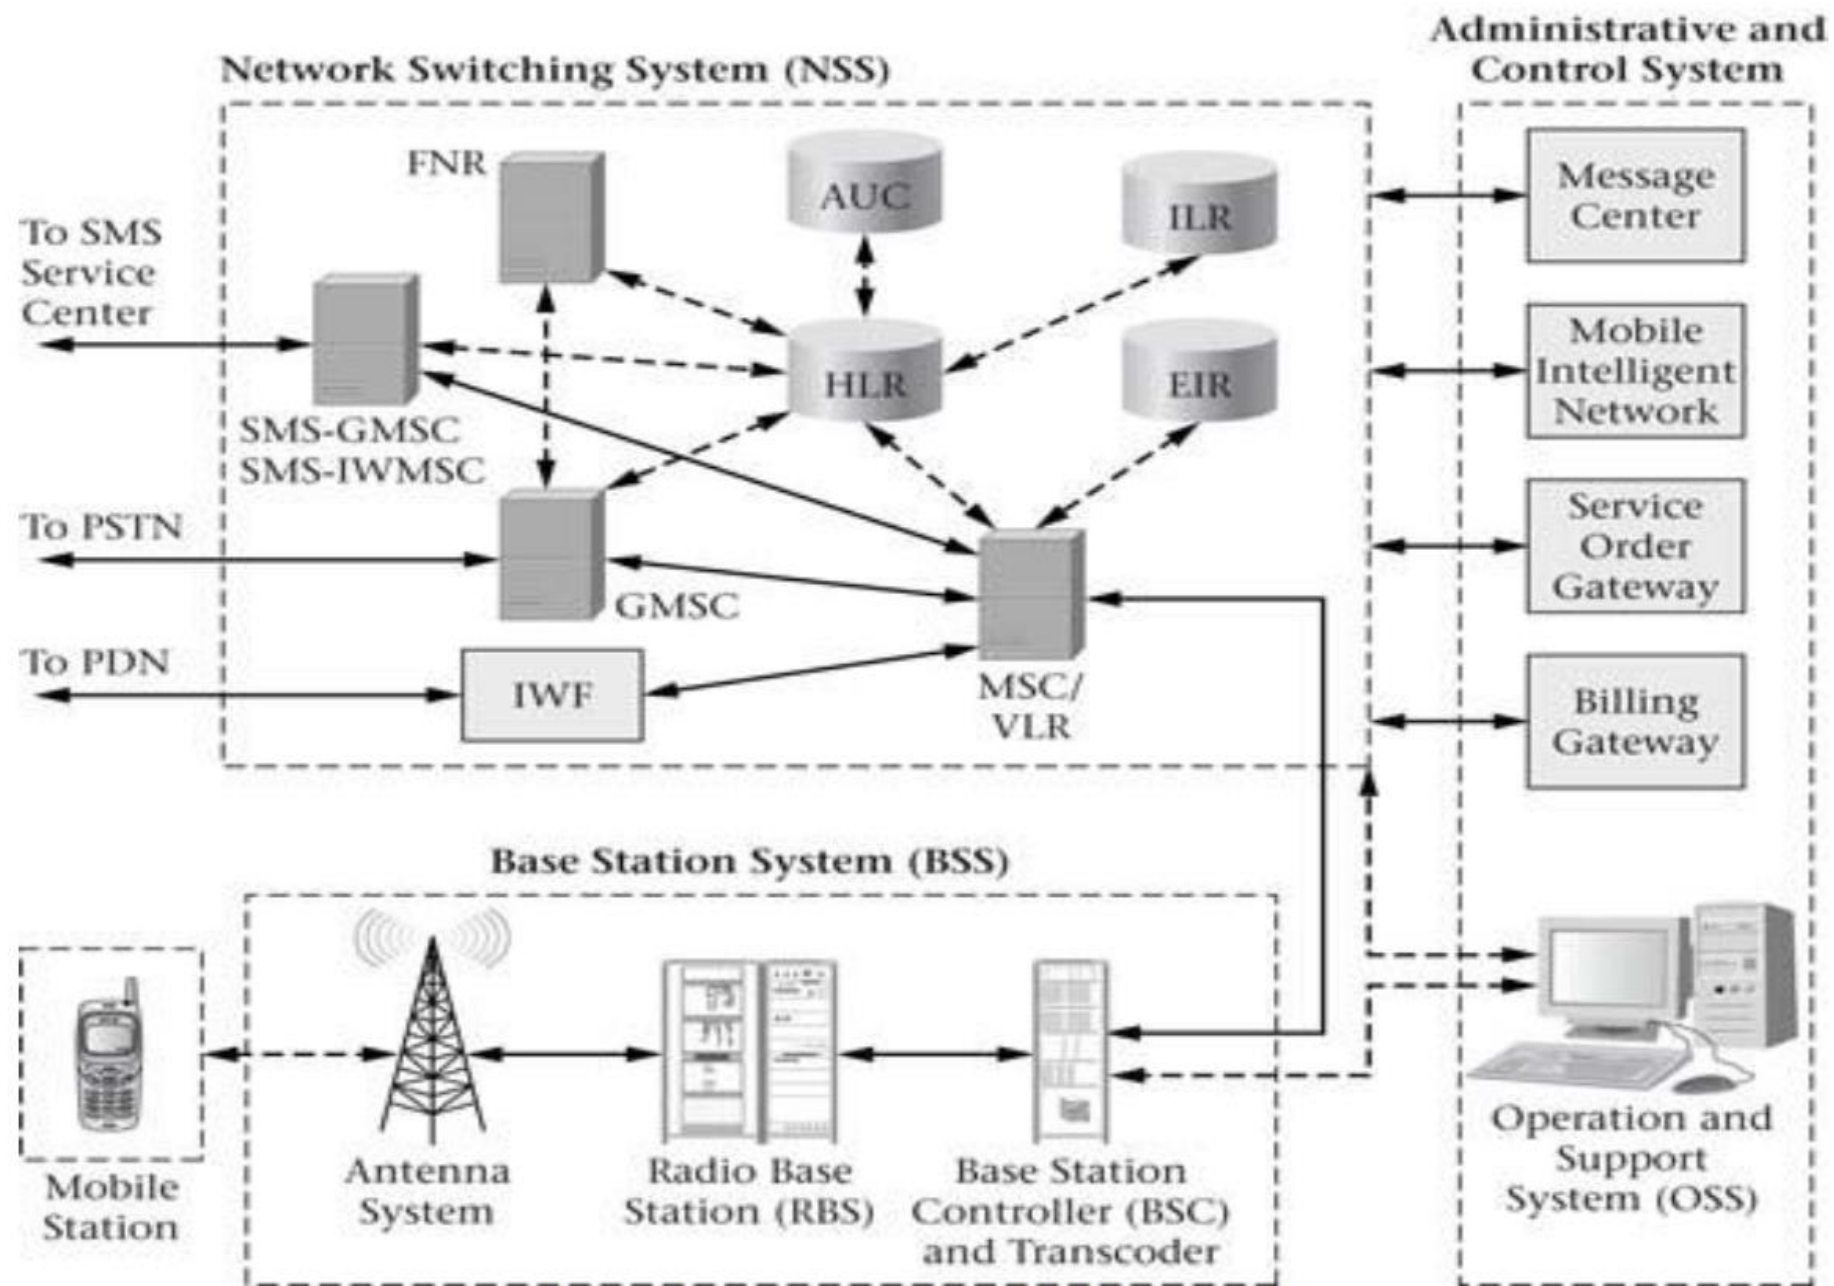 Administrative and
Control System
Network Switching System (NSS)
FNR
AUC
ILR
Message
Center
To SMS
Service
Center
HLR
EIR
Mobile
Intelligent
Network
SMS-GMSC
SMS-IWMSC
To PSTN
GMSC
Service
Order
Gateway
To PDN
IWF
MSC/
VLR
Billing
Gateway
Base Station System (BSS)
Mobile
Station
Antenna
System
Radio Base
Station (RBS)
Base Station
Controller (BSC)
and Transcoder
Operation and
Support
System (OSS)